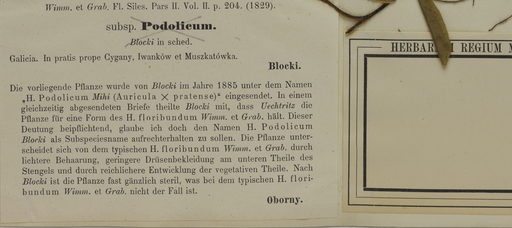 Wimm. et Grab. Fl. Siles. Pars II. Vol. II. p. 204. (1829).
subsp. Podolicum.
Blocki in sched.
Galicia. In pratis prope Cygany, Iwanków et Muszkatówka.
Blocki.
Die vorliegende Pflanze wurde von Blocki im Jahre 1885 unter dem Namen
„H. Podolicum Mihi (Auricula × pratense)“ eingesendet. In einem
gleichzeitig abgesendeten Briefe theilte Blocki mit, dass Uechtritz die
Pflanze für eine Form des H. floribundum Wimm. et Grab. hält. Dieser
Deutung beipflichtend, glaube ich doch den Namen H. Podolicum
Blocki als Subspeciesname aufrechterhalten zu sollen. Die Pflanze unter-
scheidet sich von dem typischen H. floribundum Wimm. et Grab. durch
lichtere Behaarung, geringere Drüsenbekleidung am unteren Theile des
Stengels und durch reichlichere Entwicklung der vegetativen Theile. Nach
Blocki ist die Pflanze fast gänzlich steril, was bei dem typischen H. flori-
bundum Wimm. et Grab. nicht der Fall ist.
Oborny.
HERBARIUM REGIUM M